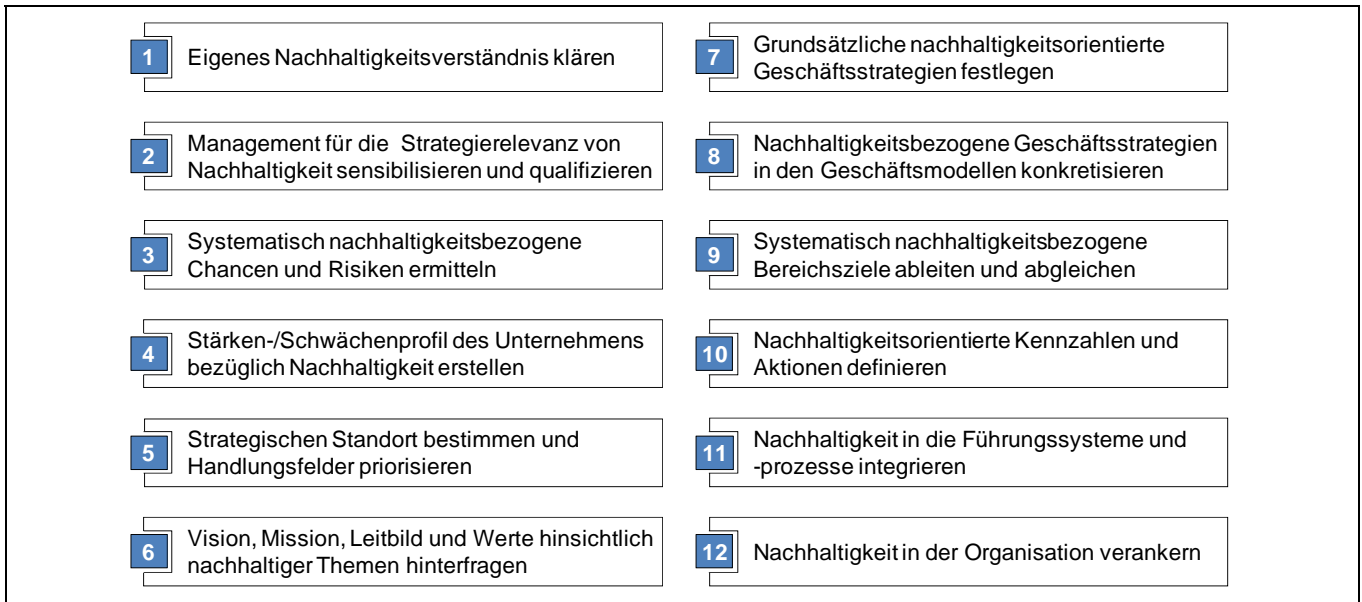 1
Eigenes Nachhaltigkeitsverständnis klären
2
Management für die Strategierelevanz von
Nachhaltigkeit sensibilisieren und qualifizieren
3
Systematisch nachhaltigkeitsbezogene
Chancen und Risiken ermitteln
4
Stärken-/Schwächenprofil des Unternehmens
bezüglich Nachhaltigkeit erstellen
5
Strategischen Standort bestimmen und
Handlungsfelder priorisieren
6
Vision, Mission, Leitbild und Werte hinsichtlich
nachhaltiger Themen hinterfragen
7
Grundsätzliche nachhaltigkeitsorientierte
Geschäftsstrategien festlegen
8
Nachhaltigkeitsbezogene Geschäftsstrategien
in den Geschäftsmodellen konkretisieren
9
Systematisch nachhaltigkeitsbezogene
Bereichsziele ableiten und abgleichen
10
Nachhaltigkeitsorientierte Kennzahlen und
Aktionen definieren
11
Nachhaltigkeit in die Führungssysteme und
-prozesse integrieren
12
Nachhaltigkeit in der Organisation verankern